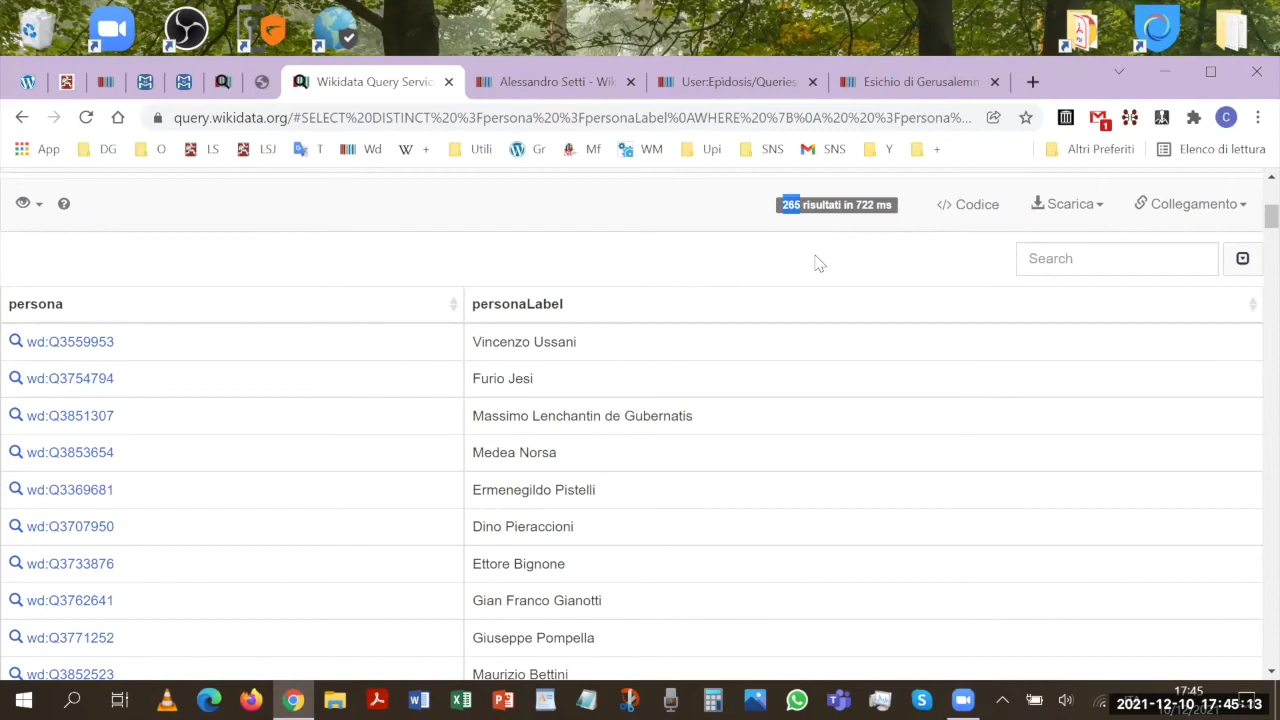 Wikidata Query Servic
Alessandro Setti - Wik
User:Epìdosis/Queries
Esichio di Gerusalemm
query.wikidata.org/#SELECT%20DISTINCT%20%3Fpersona%20%3FpersonaLabel%0AWHERE%20%7B%0A%20%20%3Fpersona%...
1
C
App
DG
O
LS
LSJ
T
Wd
+
Utili
Gr
Mf
WM
Upi
SNS
SNS
Y
+
Altri Preferiti
Elenco di lettura
265 risultati in 722 ms
</> Codice
Scarica
Collegamento
Search
persona
personaLabel
wd:Q3559953
Vincenzo Ussani
wd:Q3754794
Furio Jesi
wd:Q3851307
Massimo Lenchantin de Gubernatis
wd:Q3853654
Medea Norsa
wd:Q3369681
Ermenegildo Pistelli
wd:Q3707950
Dino Pieraccioni
wd:Q3733876
Ettore Bignone
wd:Q3762641
Gian Franco Gianotti
wd:Q3771252
Giuseppe Pompella
wd:Q3852523
Maurizio Bettini
17:45
2021-12-10 17:45:13